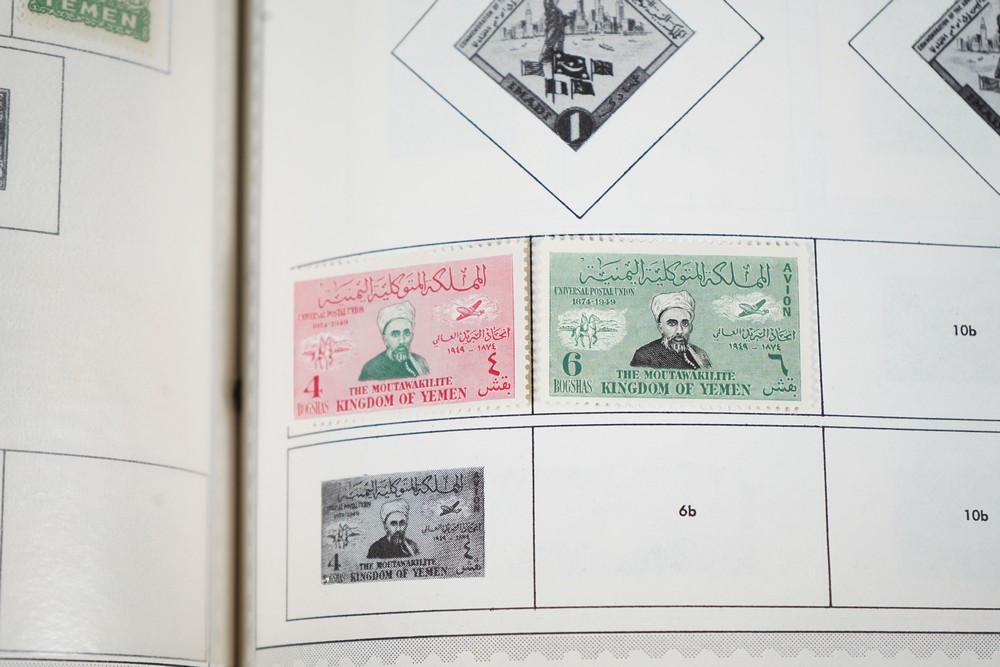 YEMEN
IMADI
1
عمادي
المملكة المتوكلية اليمنية
UNIVERSAL POSTAL UNION
1874-1949
اتحاد البريد العالمي
١٨٧٤ - ١٩٤٩
4
٤
BOGSHAS
بقش
THE MOUTAWAKILITE
KINGDOM OF YEMEN
المملكة المتوكلية اليمنية
AVION
UNIVERSAL POSTAL UNION
1874-1949
اتحاد البريد العالمي
١٨٧٤ - ١٩٤٩
6
٦
BOGSHAS
بقش
THE MOUTAWAKILITE
KINGDOM OF YEMEN
10b
المملكة المتوكلية اليمنية
AVION
4
٤
بقش
THE MOUTAWAKILITE
KINGDOM OF YEMEN
6b
10b